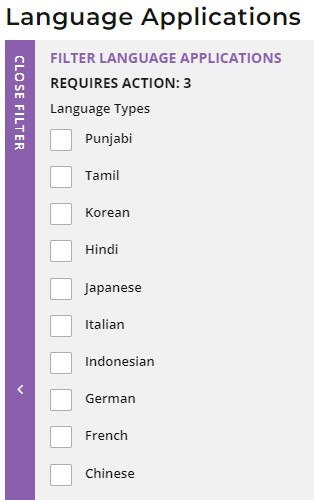 Language Applications
CLOSE FILTER
FILTER LANGUAGE APPLICATIONS
REQUIRES ACTION: 3
Language Types
Punjabi
Tamil
Korean
Hindi
Japanese
Italian
Indonesian
German
French
Chinese